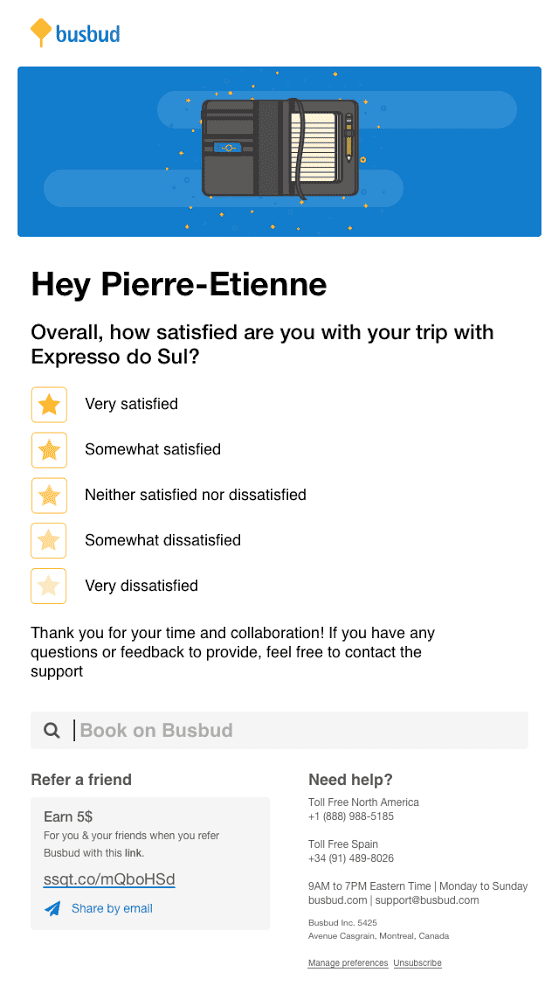 busbud
Hey Pierre-Etienne
Overall, how satisfied are you with your trip with
Expresso do Sul?
Very satisfied
Somewhat satisfied
Neither satisfied nor dissatisfied
Somewhat dissatisfied
Very dissatisfied
Thank you for your time and collaboration! If you have any
questions or feedback to provide, feel free to contact the
support
Book on Busbud
Refer a friend
Earn 5$
For you & your friends when you refer
Busbud with this link.
ssqt.co/mQboHSd
Share by email
Need help?
Toll Free North America
+1 (888) 988-5185
Toll Free Spain
+34 (91) 489-8026
9AM to 7PM Eastern Time | Monday to Sunday
busbud.com | support@busbud.com
Busbud Inc. 5425
Avenue Casgrain, Montreal, Canada
Manage preferences Unsubscribe